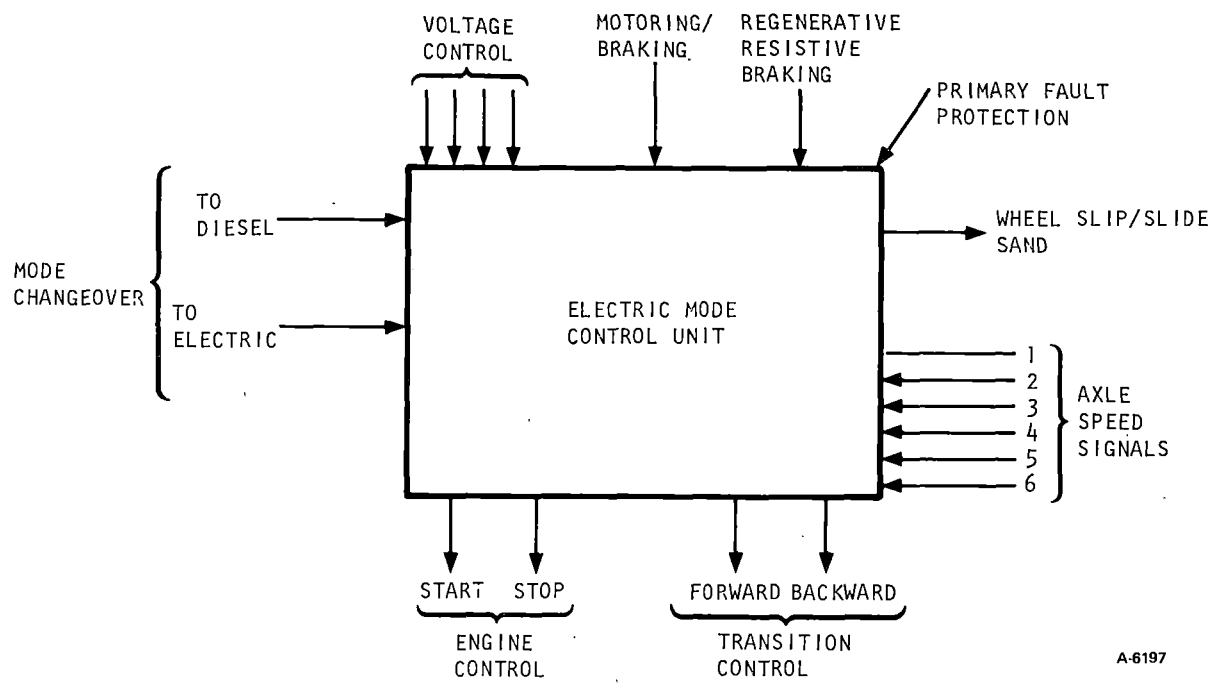 VOLTAGE
CONTROL
MOTORING/
BRAKING
REGENERATIVE
RESISTIVE
BRAKING
PRIMARY FAULT
PROTECTION
MODE
CHANGEOVER
TO
DIESEL
TO
ELECTRIC
ELECTRIC MODE
CONTROL UNIT
WHEEL SLIP/SLIDE
SAND
1
2
3
4
5
6
AXLE
SPEED
SIGNALS
START STOP
ENGINE
CONTROL
FORWARD BACKWARD
TRANSITION
CONTROL
A-6197